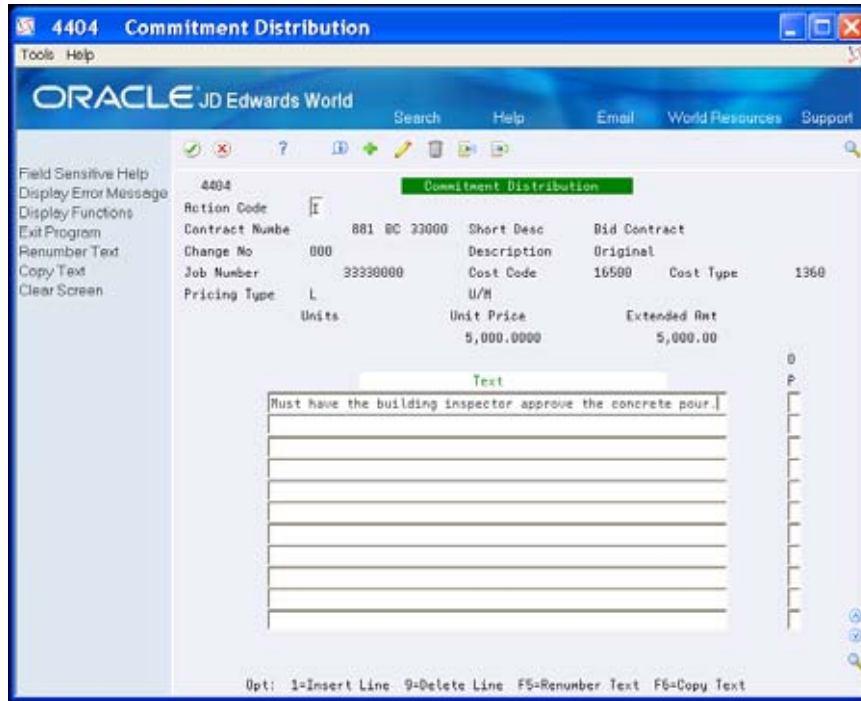 4404 Commitment Distribution
Tools Help
ORACLE JD Edwards World
Search Help Email World Resources Support
Field Sensitive Help
Display Error Message
Display Functions
Exit Program
Renumber Text
Copy Text
Clear Screen
4404 Commitment Distribution
Action Code I
Contract Numbe 881 BC 33000 Short Desc Bid Contract
Change No 000 Description Original
Job Number 33330000 Cost Code 16500 Cost Type 1360
Pricing Type L U/M
Units Unit Price Extended Amt
5,000.0000 5,000.00
O
Text P
Must have the building inspector approve the concrete pour.
Opt: 1=Insert Line 9=Delete Line F5=Renumber Text F6=Copy Text